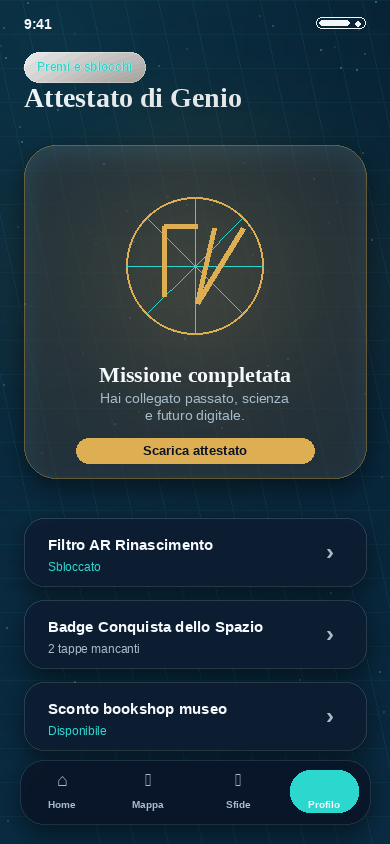 9:41
Premi e sblocchi
Attestato di Genio
Missione completata
Hai collegato passato, scienza
e futuro digitale.
Scarica attestato
Filtro AR Rinascimento
Sbloccato
Badge Conquista dello Spazio
2 tappe mancanti
Sconto bookshop museo
Disponibile
Home
Mappa
Sfide
Profilo